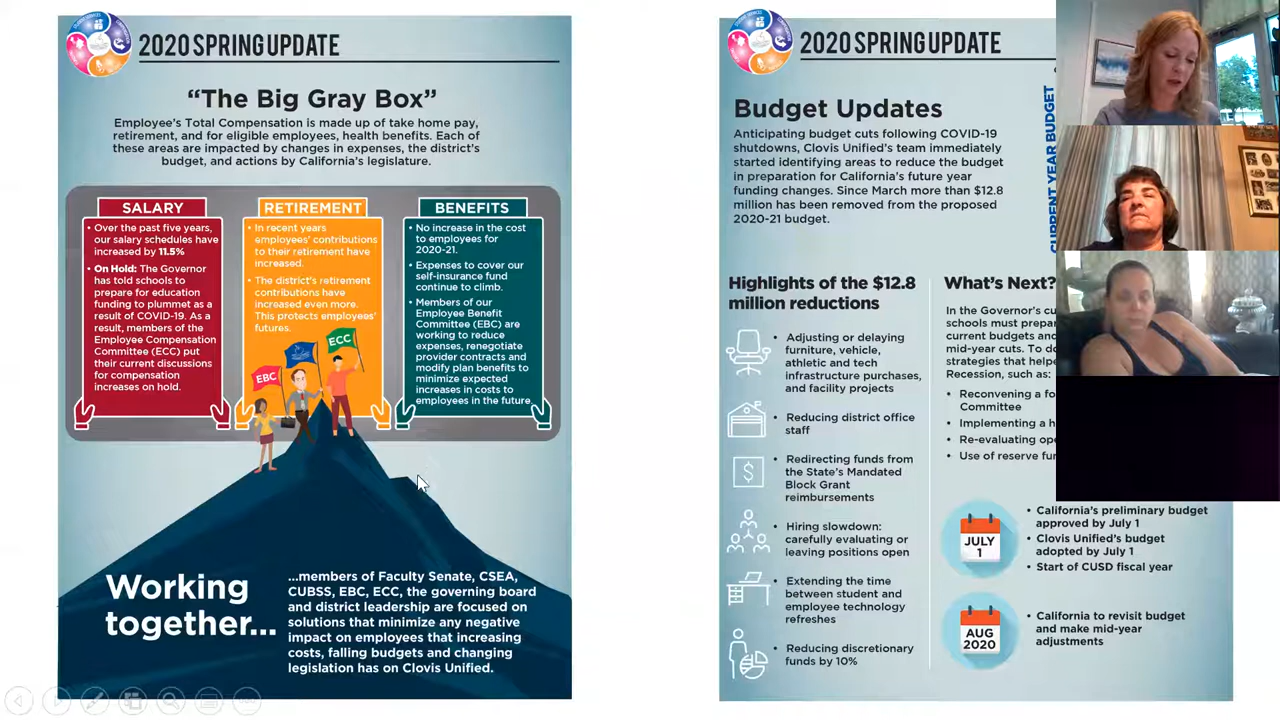 2020 SPRING UPDATE
“The Big Gray Box”
Employee’s Total Compensation is made up of take home pay,
retirement, and for eligible employees, health benefits. Each of
these areas are impacted by changes in expenses, the district’s
budget, and actions by California’s legislature.
SALARY
• Over the past five years,
our salary schedules have
increased by 11.5%
• On Hold: The Governor
has told schools to
prepare for education
funding to plummet as a
result of COVID-19. As a
result, members of the
Employee Compensation
Committee (ECC) put
their current discussions
for compensation
increases on hold.
RETIREMENT
• In recent years
employees’ contributions
to their retirement have
increased.
• The district’s retirement
contributions have
increased even more.
This protects employees’
futures.
BENEFITS
• No increase in the cost
to employees for
2020-21.
• Expenses to cover our
self-insurance fund
continue to climb.
• Members of our
Employee Benefit
Committee (EBC) are
working to reduce
expenses, renegotiate
provider contracts and
modify plan benefits to
minimize expected
increases in costs to
employees in the future.
EBC
ECC
Working
together...
...members of Faculty Senate, CSEA,
CUBSS, EBC, ECC, the governing board
and district leadership are focused on
solutions that minimize any negative
impact on employees that increasing
costs, falling budgets and changing
legislation has on Clovis Unified.
2020 SPRING UPDATE
Budget Updates
Anticipating budget cuts following COVID-19
shutdowns, Clovis Unified’s team immediately
started identifying areas to reduce the budget
in preparation for California’s future year
funding changes. Since March more than $12.8
million has been removed from the proposed
2020-21 budget.
CURRENT YEAR BUDGET
Highlights of the $12.8
million reductions
• Adjusting or delaying
furniture, vehicle,
athletic and tech
infrastructure purchases,
and facility projects
• Reducing district office
staff
$
• Redirecting funds from
the State’s Mandated
Block Grant
reimbursements
• Hiring slowdown:
carefully evaluating or
leaving positions open
• Extending the time
between student and
employee technology
refreshes
• Reducing discretionary
funds by 10%
What’s Next?
In the Governor’s
schools must
current budgets and
mid-year cuts. To
strategies that
Recession, such as:
• Reconvening a
Committee
• Implementing a
• Re-evaluating
• Use of reserve
JULY
1
• California’s preliminary budget
approved by July 1
• Clovis Unified’s budget
adopted by July 1
• Start of CUSD fiscal year
AUG
2020
• California to revisit budget
and make mid-year
adjustments